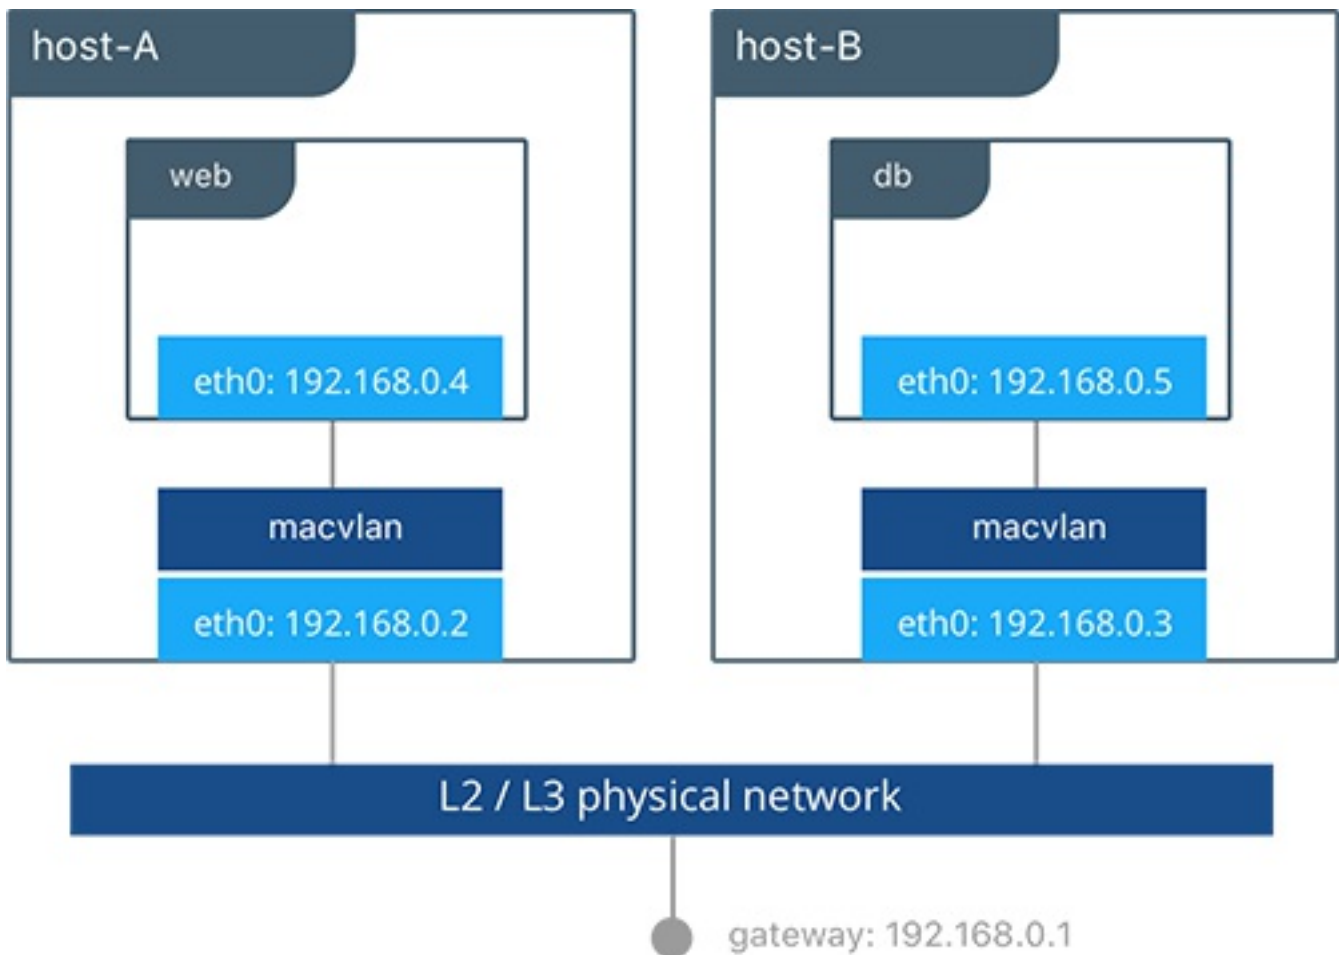 host-A
web
eth0: 192.168.0.4
macvlan
eth0: 192.168.0.2
host-B
db
eth0: 192.168.0.5
macvlan
eth0: 192.168.0.3
L2 / L3 physical network
gateway: 192.168.0.1